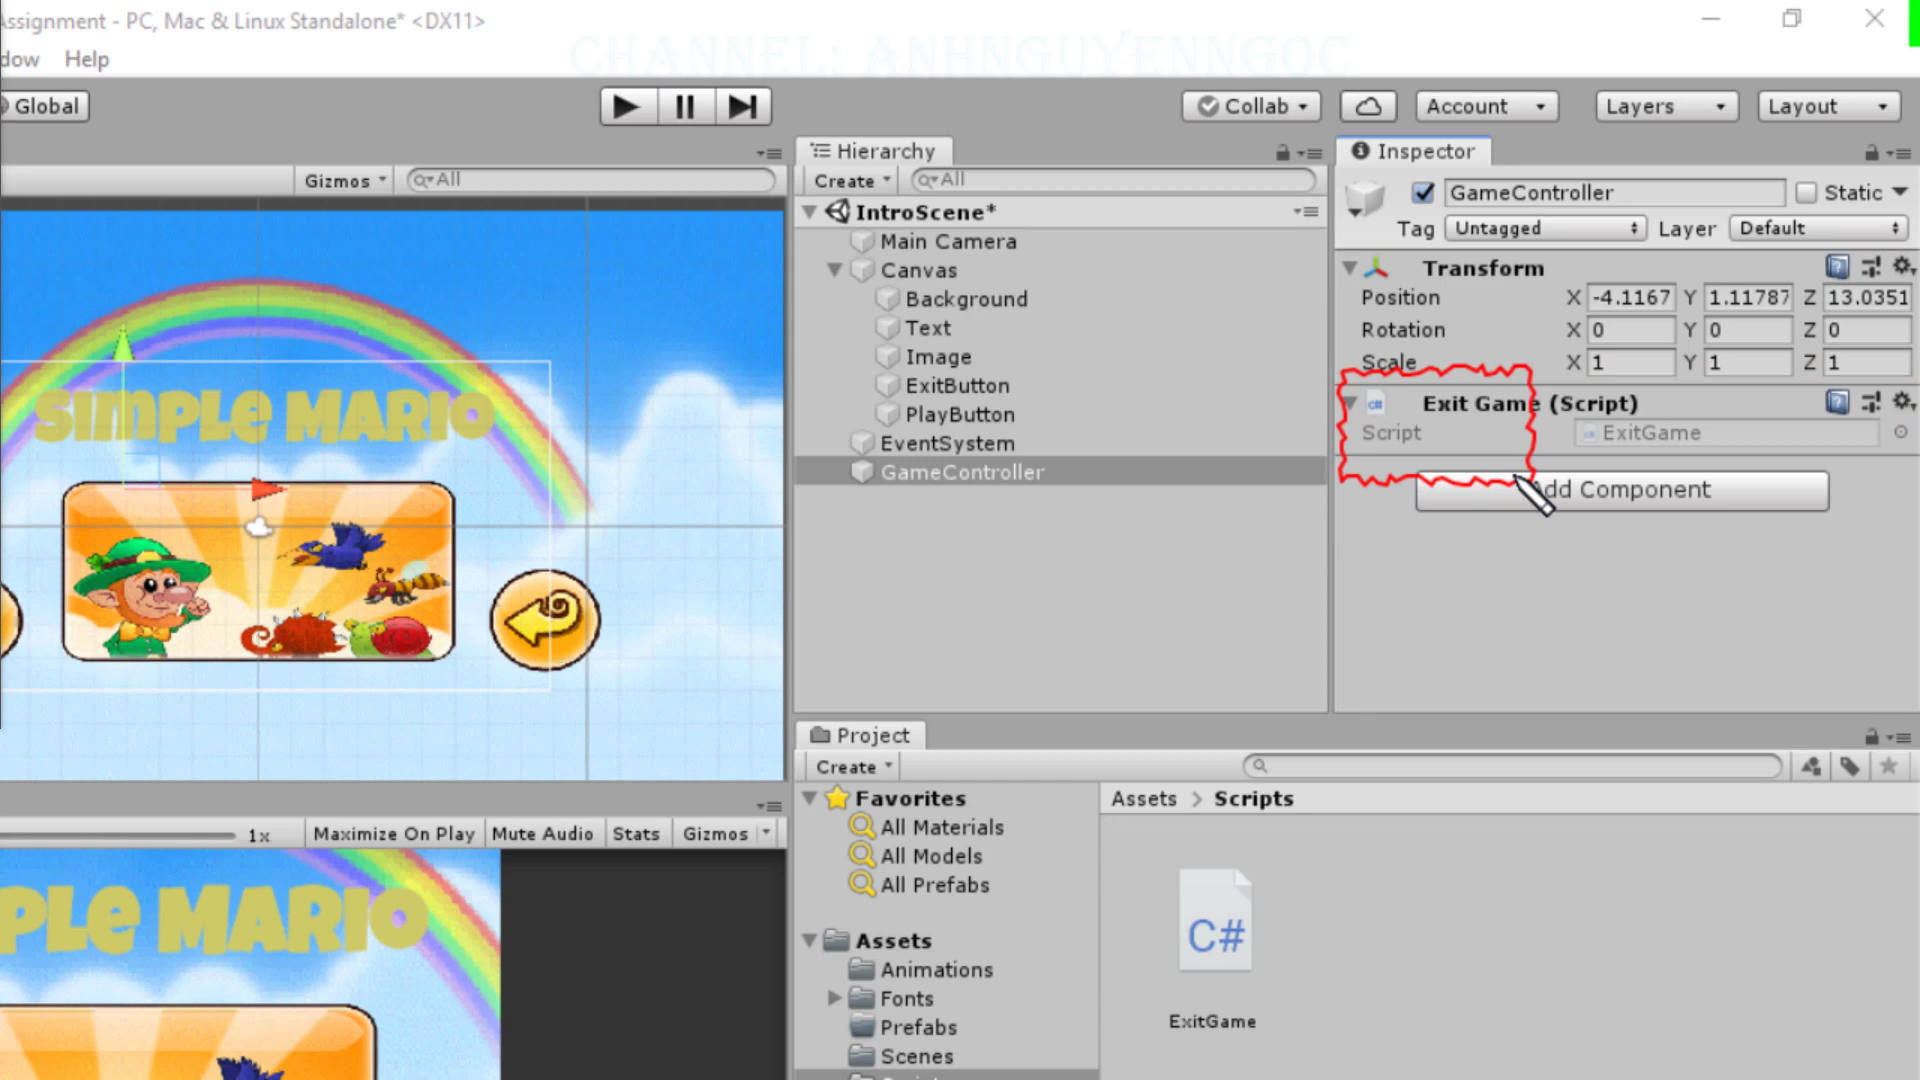 Assignment - PC, Mac & Linux Standalone* <DX11>
dow Help
CHANNEL: ANHNGUYENNGOC
Global
Collab
Account
Layers
Layout
Hierarchy
Inspector
Gizmos
All
Create
All
GameController
Static
IntroScene*
Tag Untagged Layer Default
Main Camera
Canvas
Background
Text
Image
ExitButton
PlayButton
EventSystem
GameController
Transform
Position X -4.1167 Y 1.11787 Z 13.0351
Rotation X 0 Y 0 Z 0
Scale X 1 Y 1 Z 1
C# Exit Game (Script)
Script ExitGame
Add Component
SIMPLE MARIO
Project
Create
Favorites
All Materials
All Models
All Prefabs
Assets
Animations
Fonts
Prefabs
Scenes
Assets > Scripts
C#
ExitGame
1x Maximize On Play Mute Audio Stats Gizmos
PLE MARIO